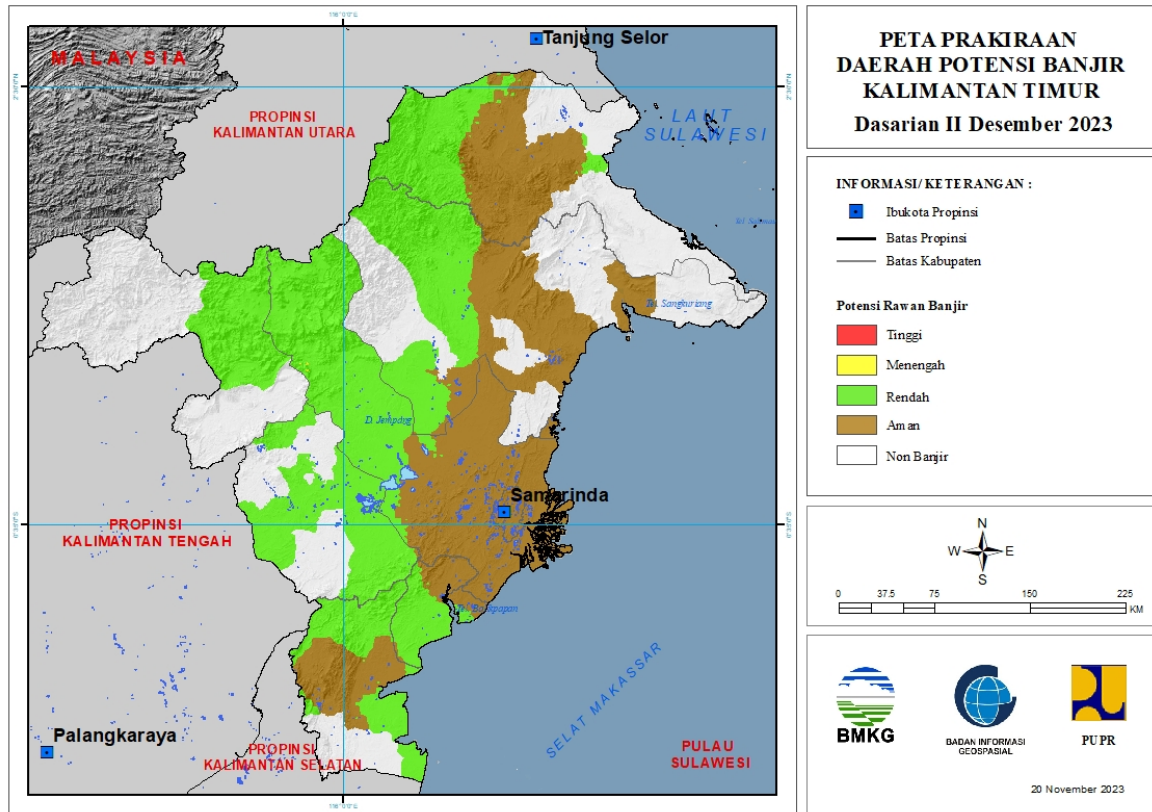 Tanjung Selor
MALAYSIA
PROPINSI
KALIMANTAN UTARA
LAUT
SULAWESI
Tel. Sangkuriang
D. Jempang
Samarinda
PROPINSI
KALIMANTAN TENGAH
SELAT MAKASSAR
Palangkaraya
PROPINSI
KALIMANTAN SELATAN
PULAU
SULAWESI
PETA PRAKIRAAN
DAERAH POTENSI BANJIR
KALIMANTAN TIMUR
Dasarian II Desember 2023
INFORMASI/ KETERANGAN :
Ibukota Propinsi
Batas Propinsi
Batas Kabupaten
Potensi Rawan Banjir
Tinggi
Menengah
Rendah
Aman
Non Banjir
N
W E
S
0 37.5 75 150 225
KM
BMKG
BADAN INFORMASI
GEOSPASIAL
PUPR
20 November 2023